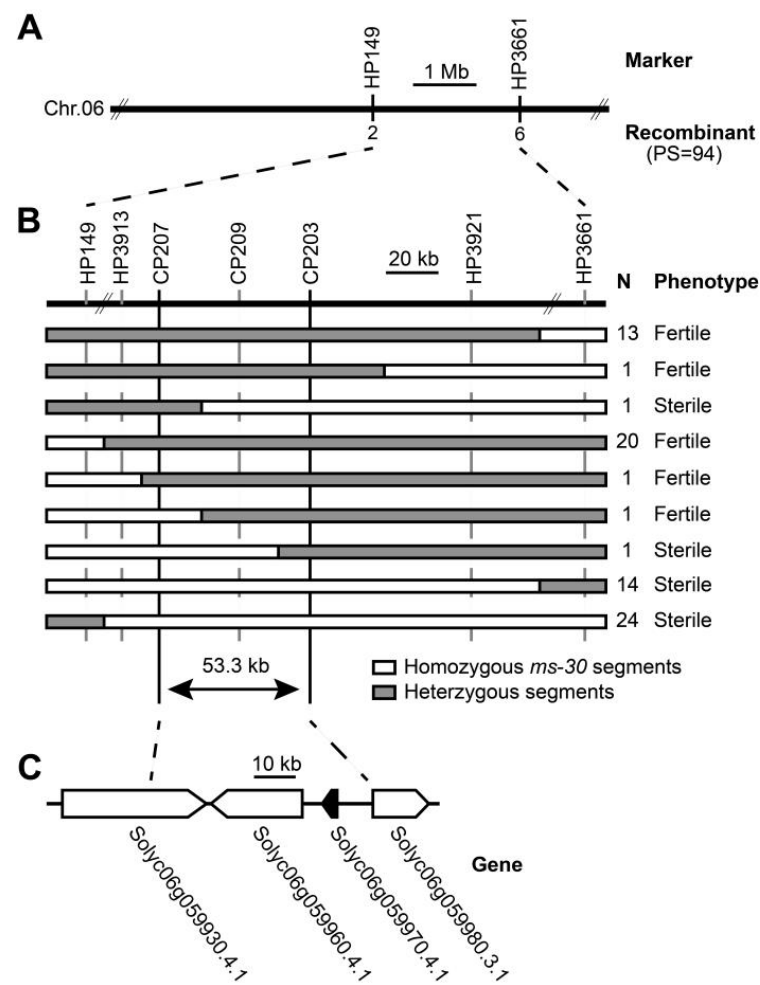 A
HP149
HP3661
1 Mb
Marker
Chr.06
2
6
Recombinant
(PS=94)
B
HP149
HP3913
CP207
CP209
CP203
HP3921
HP3661
20 kb
N Phenotype
13 Fertile
1 Fertile
1 Sterile
20 Fertile
1 Fertile
1 Fertile
1 Sterile
14 Sterile
24 Sterile
53.3 kb
Homozygous ms-30 segments
Heterzygous segments
C
10 kb
Solyc06g059930.4.1
Solyc06g059960.4.1
Solyc06g059970.4.1
Solyc06g059980.3.1
Gene